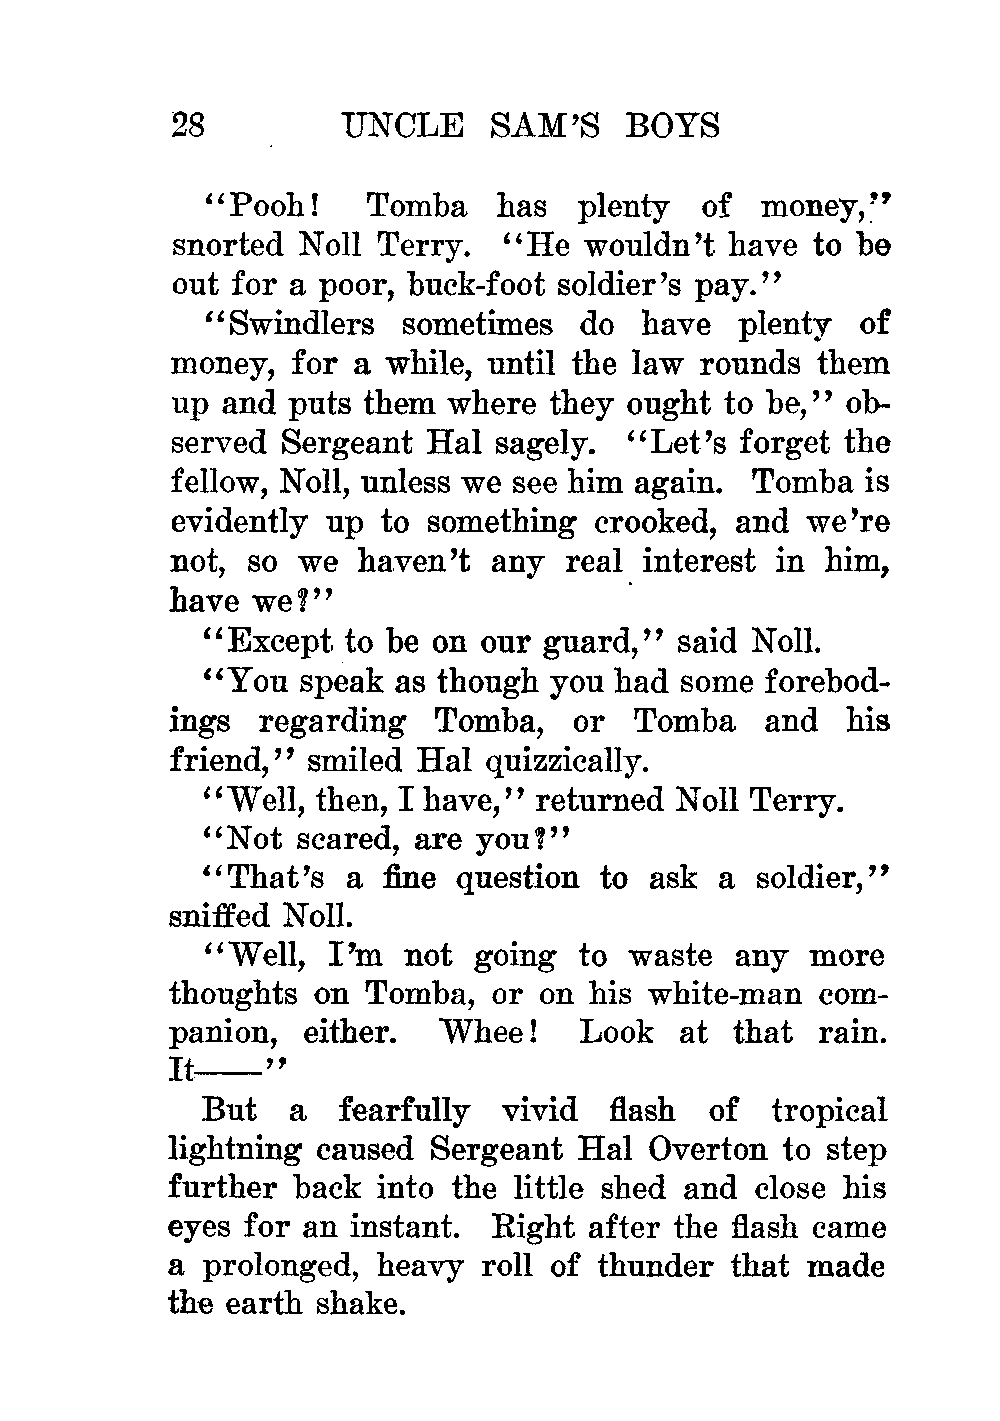 28 UNCLE SAM'S BOYS
"Pooh! Tomba has plenty of money,"
snorted Noll Terry. "He wouldn't have to be
out for a poor, buck-foot soldier's pay."
"Swindlers sometimes do have plenty of
money, for a while, until the law rounds them
up and puts them where they ought to be," ob-
served Sergeant Hal sagely. "Let's forget the
fellow, Noll, unless we see him again. Tomba is
evidently up to something crooked, and we're
not, so we haven't any real interest in him,
have we?"
"Except to be on our guard," said Noll.
"You speak as though you had some forebod-
ings regarding Tomba, or Tomba and his
friend," smiled Hal quizzically.
"Well, then, I have," returned Noll Terry.
"Not scared, are you?"
"That's a fine question to ask a soldier,"
sniffed Noll.
"Well, I'm not going to waste any more
thoughts on Tomba, or on his white-man com-
panion, either. Whee! Look at that rain.
It——"
But a fearfully vivid flash of tropical
lightning caused Sergeant Hal Overton to step
further back into the little shed and close his
eyes for an instant. Right after the flash came
a prolonged, heavy roll of thunder that made
the earth shake.